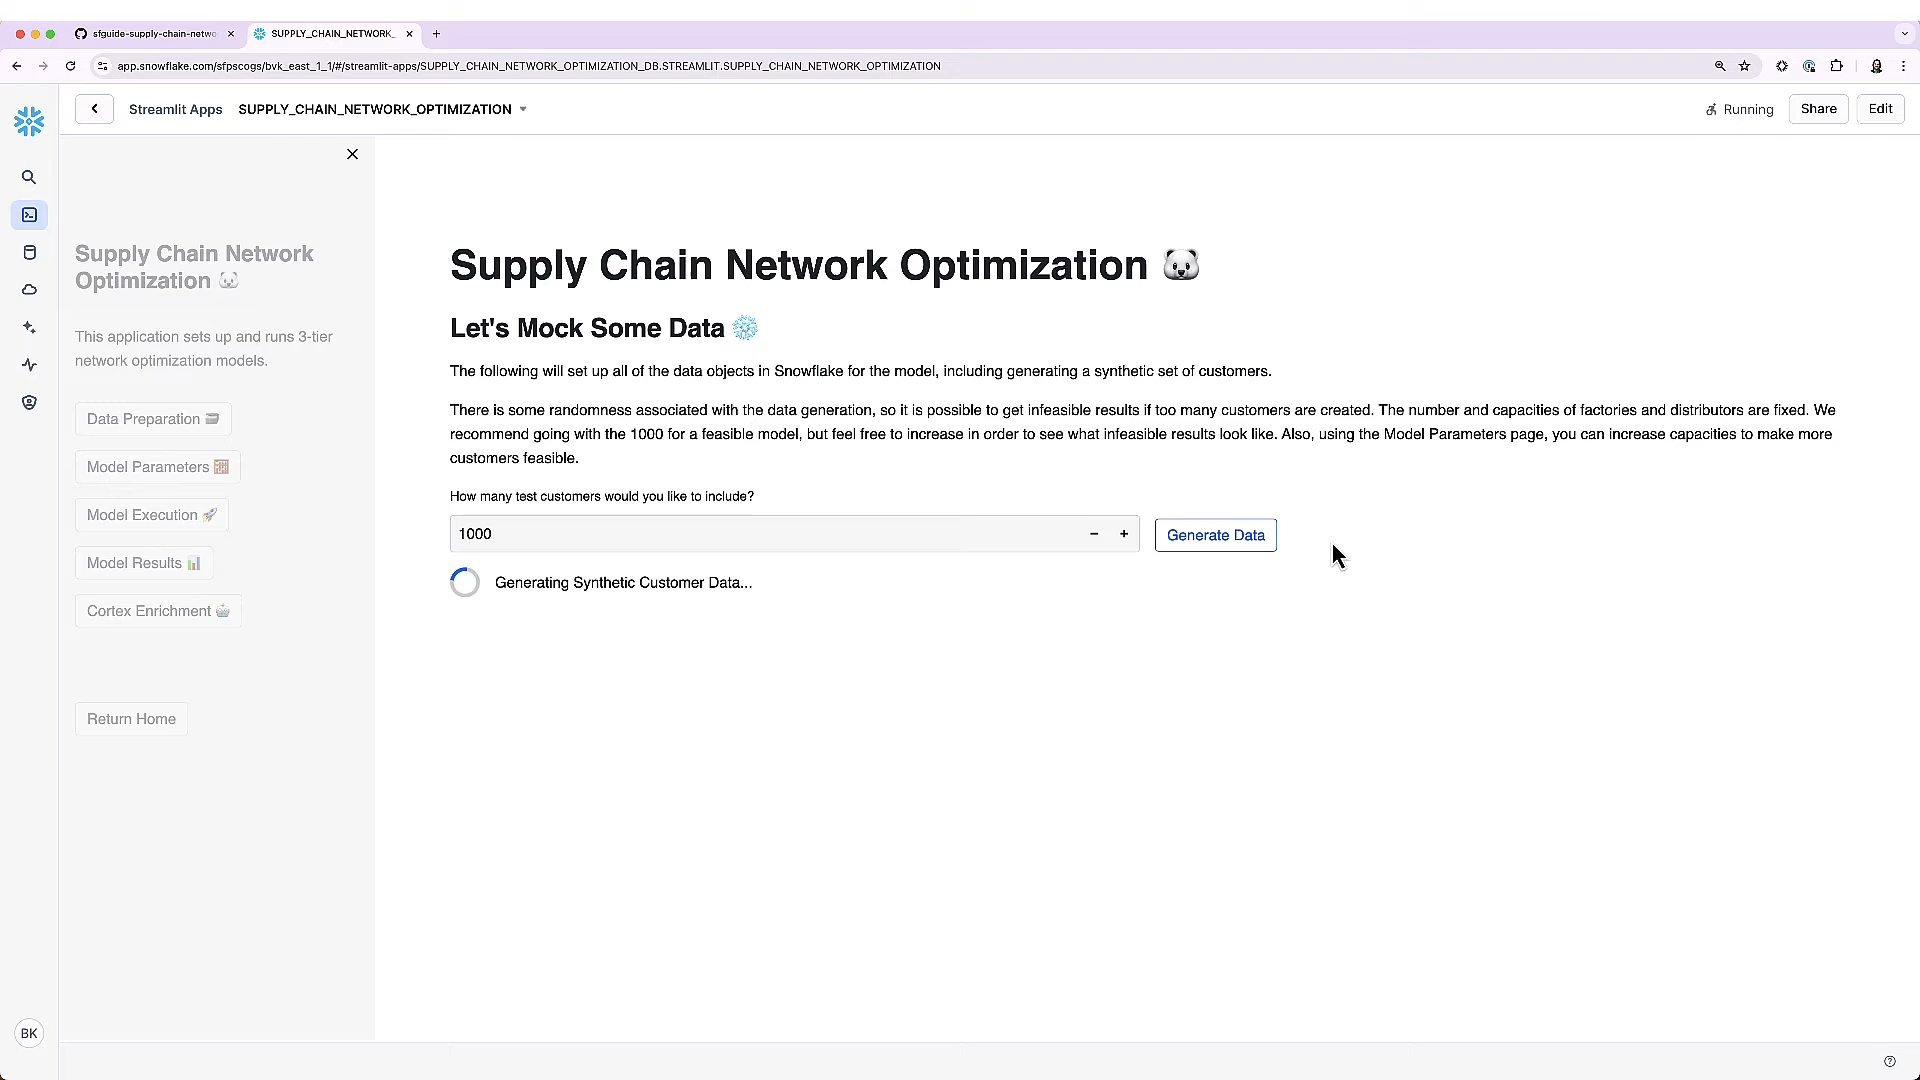 sfguide-supply-chain-netwo
SUPPLY_CHAIN_NETWORK_
app.snowflake.com/sfpscogs/bvk_east_1_1/#/streamlit-apps/SUPPLY_CHAIN_NETWORK_OPTIMIZATION_DB.STREAMLIT.SUPPLY_CHAIN_NETWORK_OPTIMIZATION
Streamlit Apps SUPPLY_CHAIN_NETWORK_OPTIMIZATION
Running
Share
Edit
Supply Chain Network
Optimization
This application sets up and runs 3-tier
network optimization models.
Data Preparation
Model Parameters
Model Execution
Model Results
Cortex Enrichment
Return Home
BK
Supply Chain Network Optimization
Let's Mock Some Data
The following will set up all of the data objects in Snowflake for the model, including generating a synthetic set of customers.
There is some randomness associated with the data generation, so it is possible to get infeasible results if too many customers are created. The number and capacities of factories and distributors are fixed. We
recommend going with the 1000 for a feasible model, but feel free to increase in order to see what infeasible results look like. Also, using the Model Parameters page, you can increase capacities to make more
customers feasible.
How many test customers would you like to include?
1000
Generate Data
Generating Synthetic Customer Data...